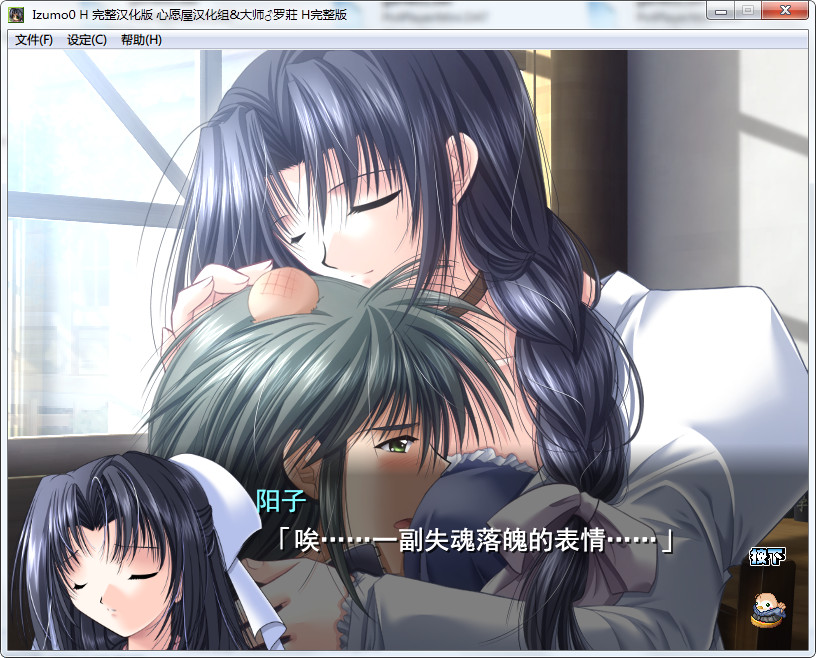 Izumo0 H 完整汉化版 心愿屋汉化组&大师♂罗莊 H完整版
文件(F) 设定(C) 帮助(H)
阳子
「唉……一副失魂落魄的表情……」
按下